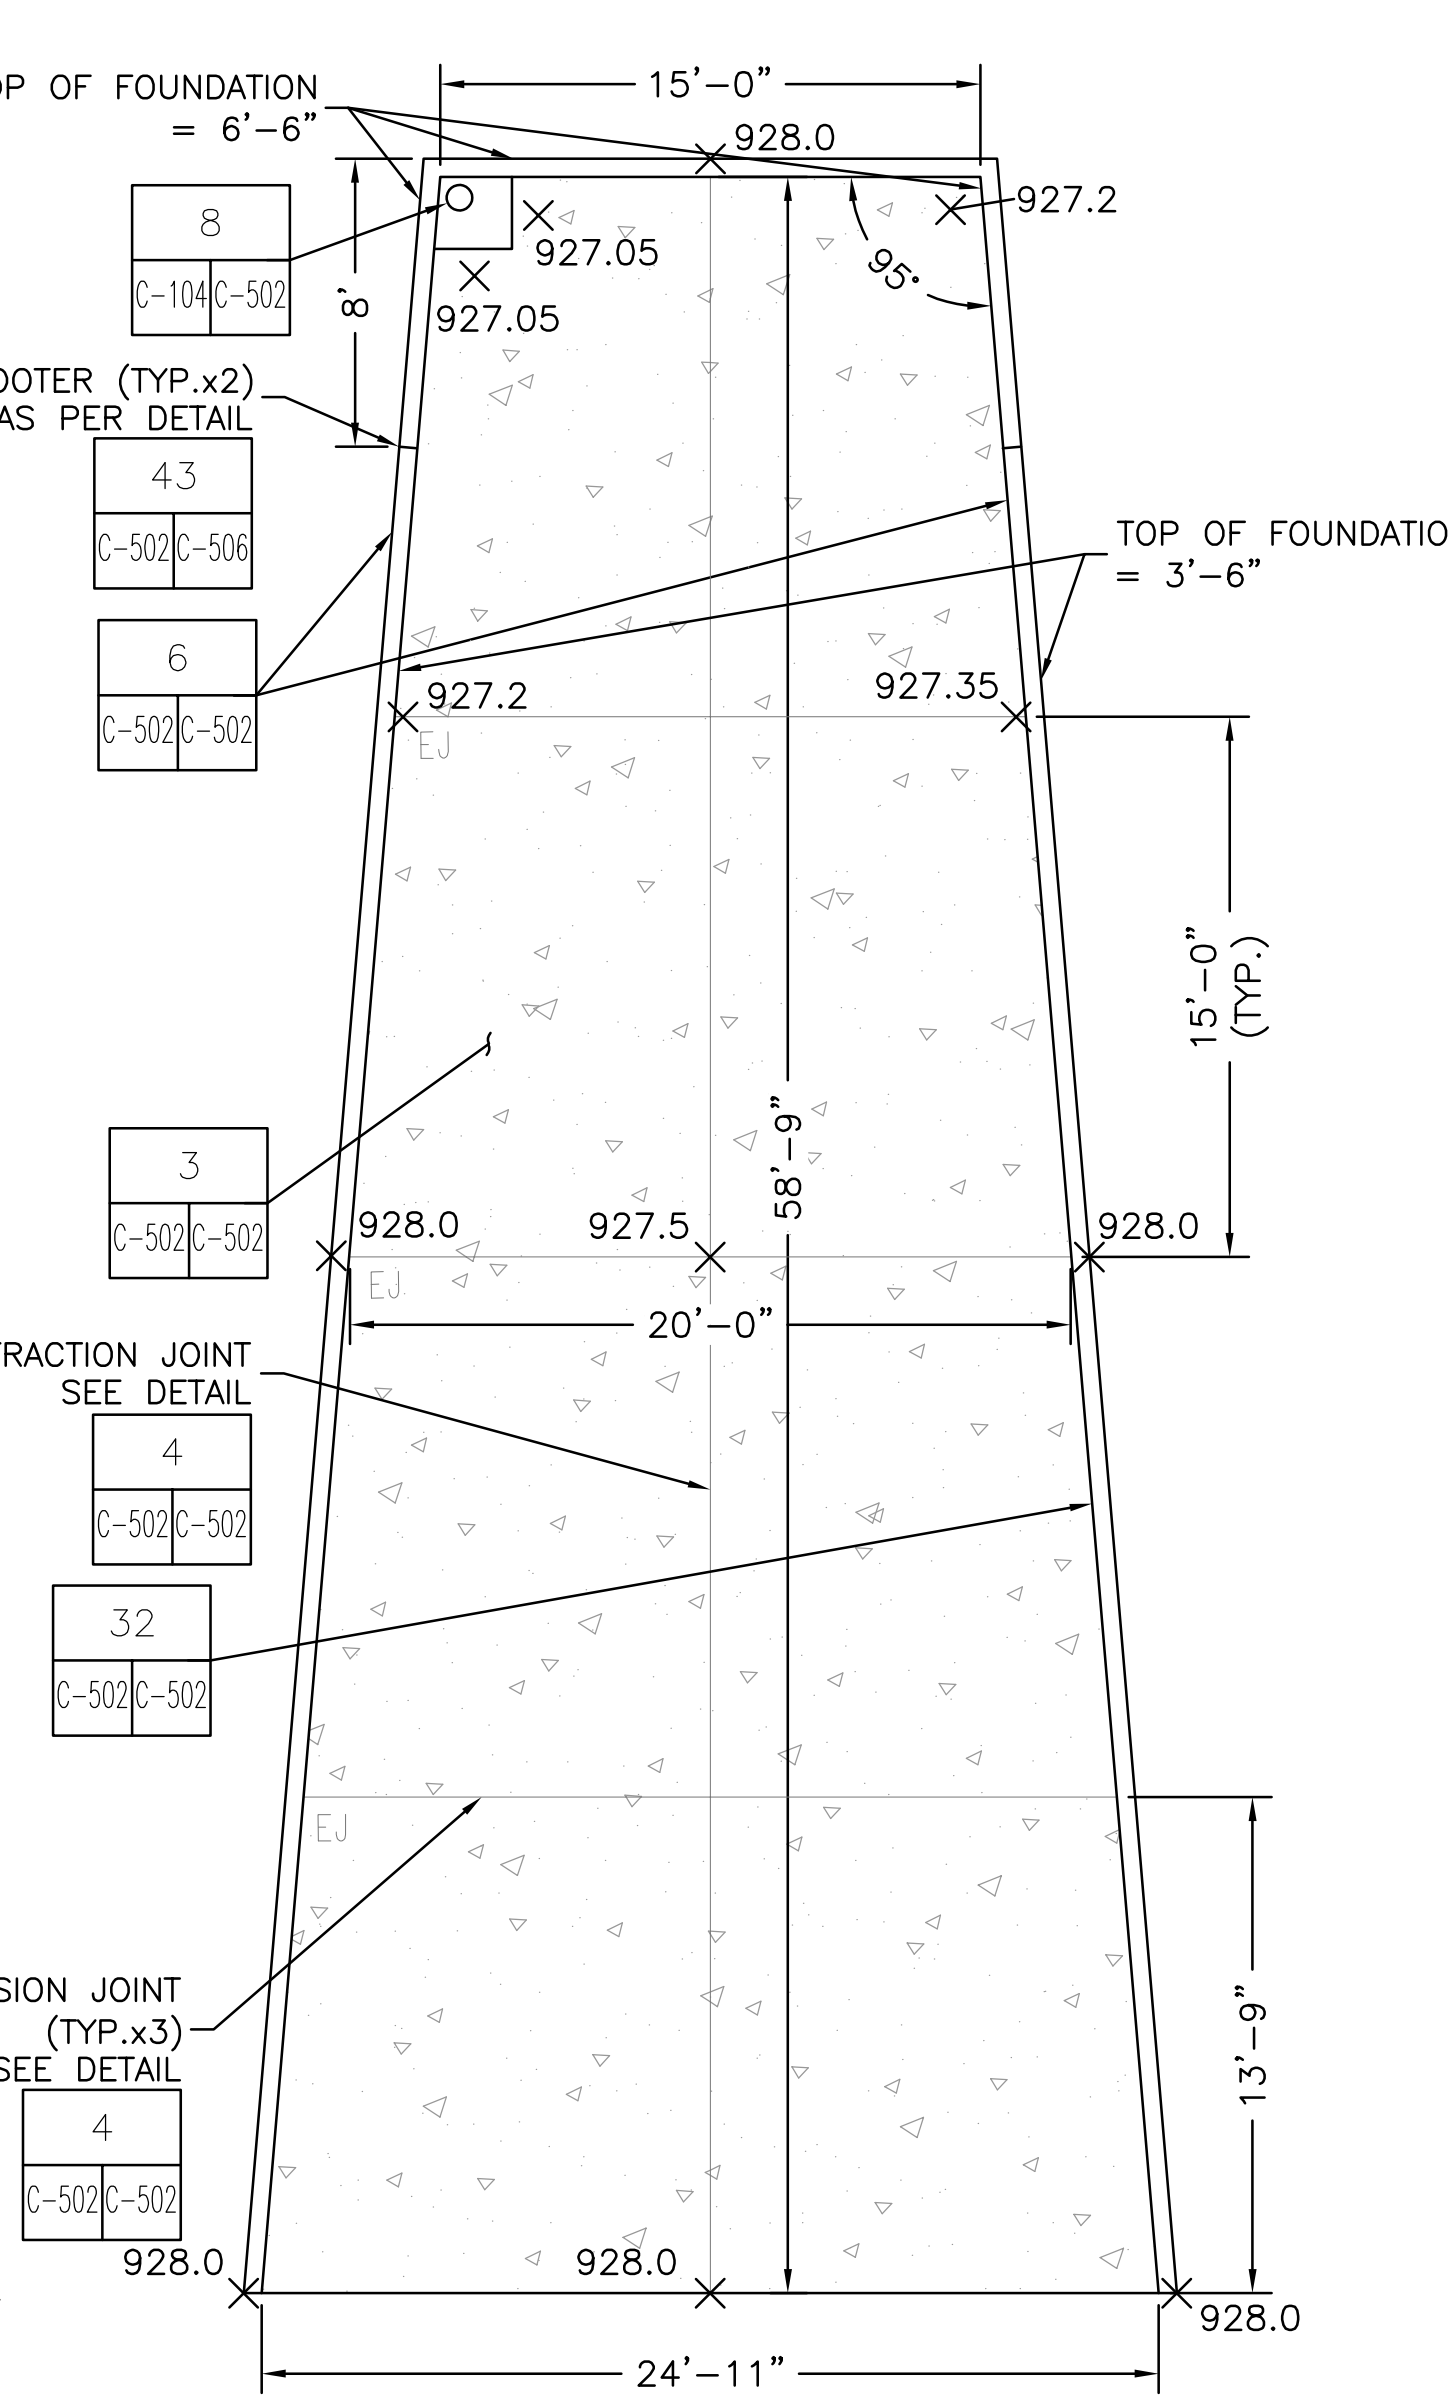 15'-0"
OP OF FOUNDATION
= 6'-6"
928.0
927.2
8
C-104 C-502
927.05
927.05
95°
8'
OOTER (TYP.x2)
AS PER DETAIL
43
C-502 C-506
TOP OF FOUNDATIO
= 3'-6"
6
C-502 C-502
927.2
927.35
EJ
15'-0"
(TYP.)
58'-9"
3
C-502 C-502
928.0
927.5
928.0
EJ
20'-0"
TRACTION JOINT
SEE DETAIL
4
C-502 C-502
32
C-502 C-502
EJ
SION JOINT
(TYP.x3)
SEE DETAIL
4
C-502 C-502
13'-9"
928.0
928.0
928.0
24'-11"